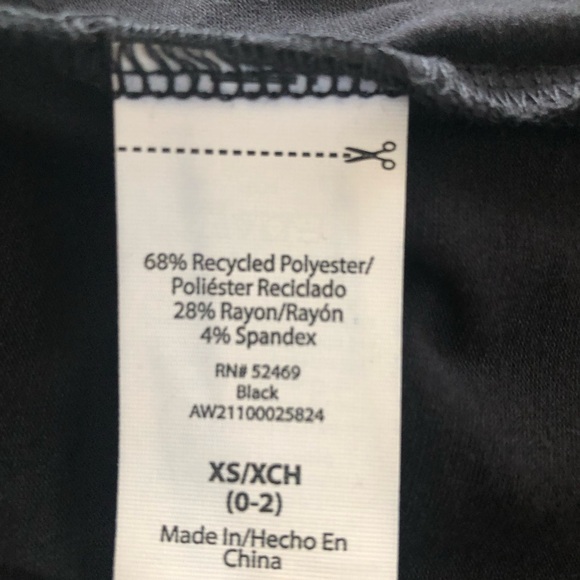 68% Recycled Polyester/
Poliéster Reciclado
28% Rayon/Rayón
4% Spandex
RN# 52469
Black
AW21100025824
XS/XCH
(0-2)
Made In/Hecho En
China